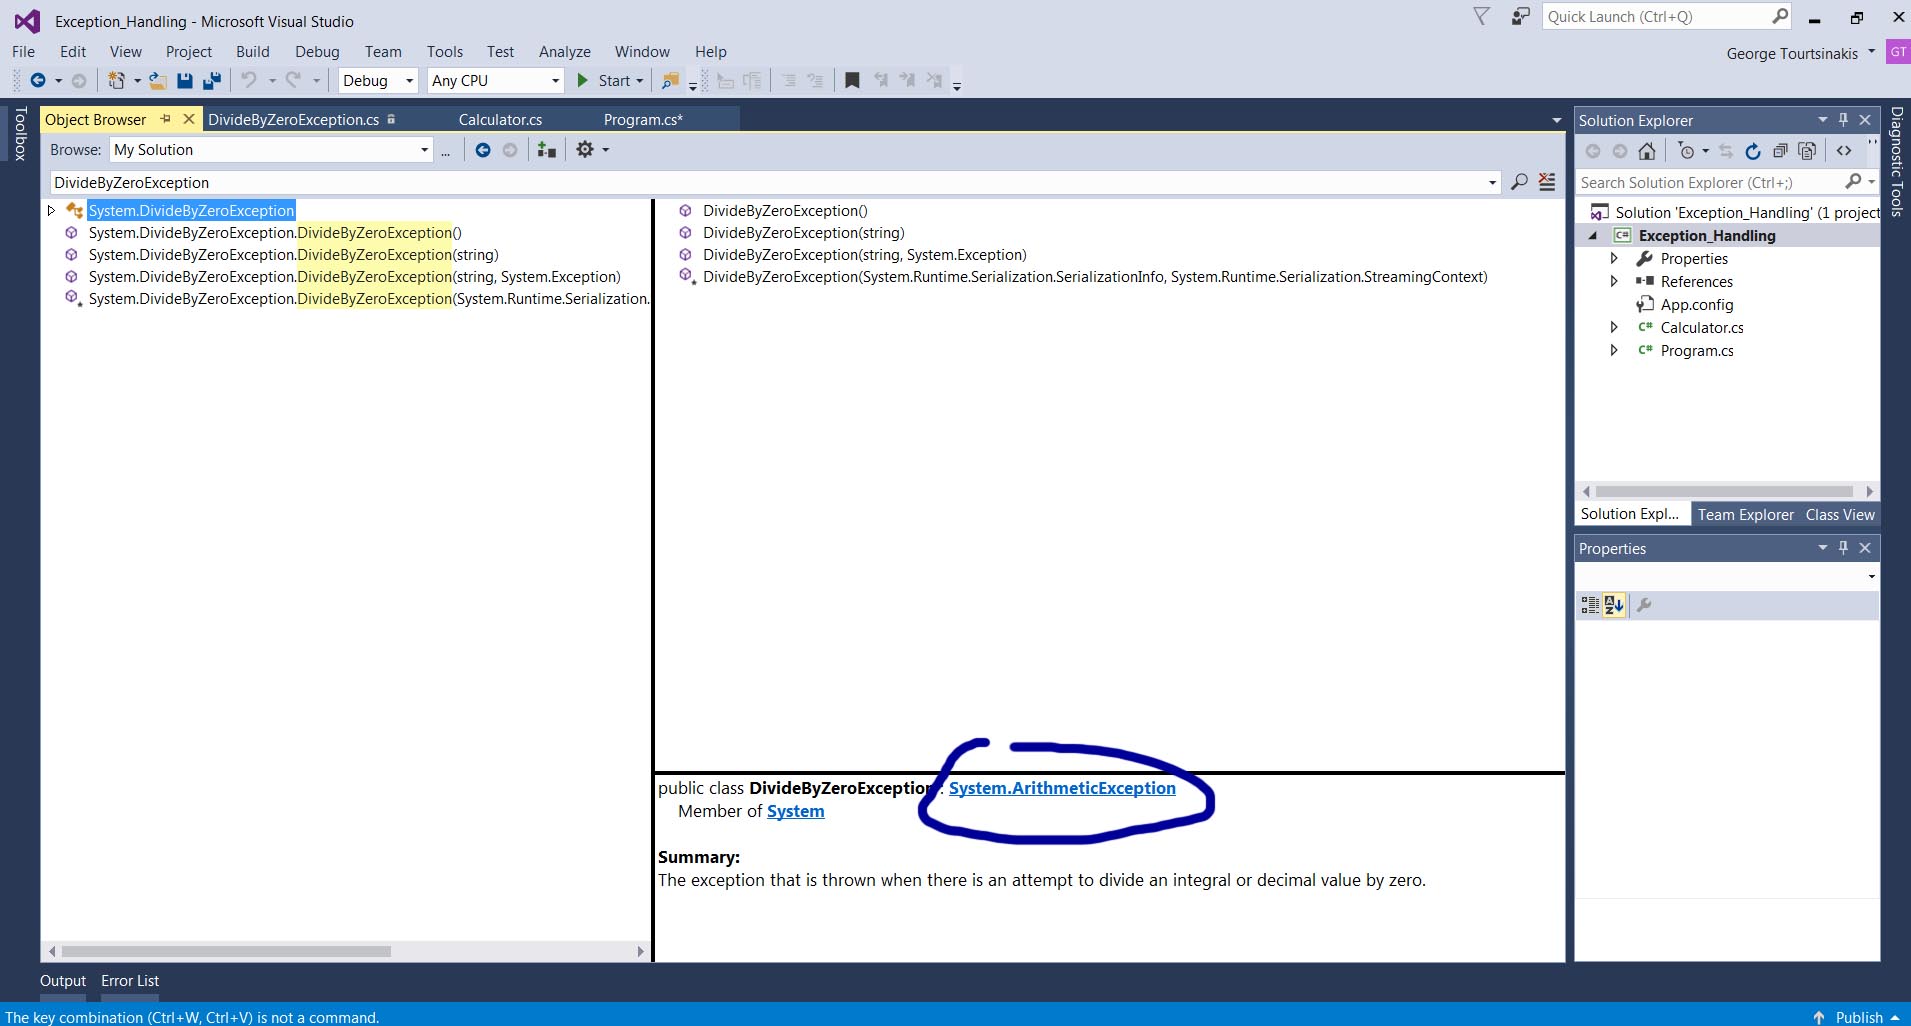 Exception_Handling - Microsoft Visual Studio
Quick Launch (Ctrl+Q)
File Edit View Project Build Debug Team Tools Test Analyze Window Help
George Tourtsinakis GT
Debug Any CPU Start
Toolbox
Object Browser DivideByZeroException.cs Calculator.cs Program.cs*
Browse: My Solution ...
DivideByZeroException
System.DivideByZeroException
System.DivideByZeroException.DivideByZeroException()
System.DivideByZeroException.DivideByZeroException(string)
System.DivideByZeroException.DivideByZeroException(string, System.Exception)
System.DivideByZeroException.DivideByZeroException(System.Runtime.Serialization.
DivideByZeroException()
DivideByZeroException(string)
DivideByZeroException(string, System.Exception)
DivideByZeroException(System.Runtime.Serialization.SerializationInfo, System.Runtime.Serialization.StreamingContext)
public class DivideByZeroException : System.ArithmeticException
Member of System
Summary:
The exception that is thrown when there is an attempt to divide an integral or decimal value by zero.
Solution Explorer
Search Solution Explorer (Ctrl+;)
Solution 'Exception_Handling' (1 project
C# Exception_Handling
Properties
References
App.config
C# Calculator.cs
C# Program.cs
Solution Expl... Team Explorer Class View
Properties
Diagnostic Tools
Output Error List
The key combination (Ctrl+W, Ctrl+V) is not a command.
Publish